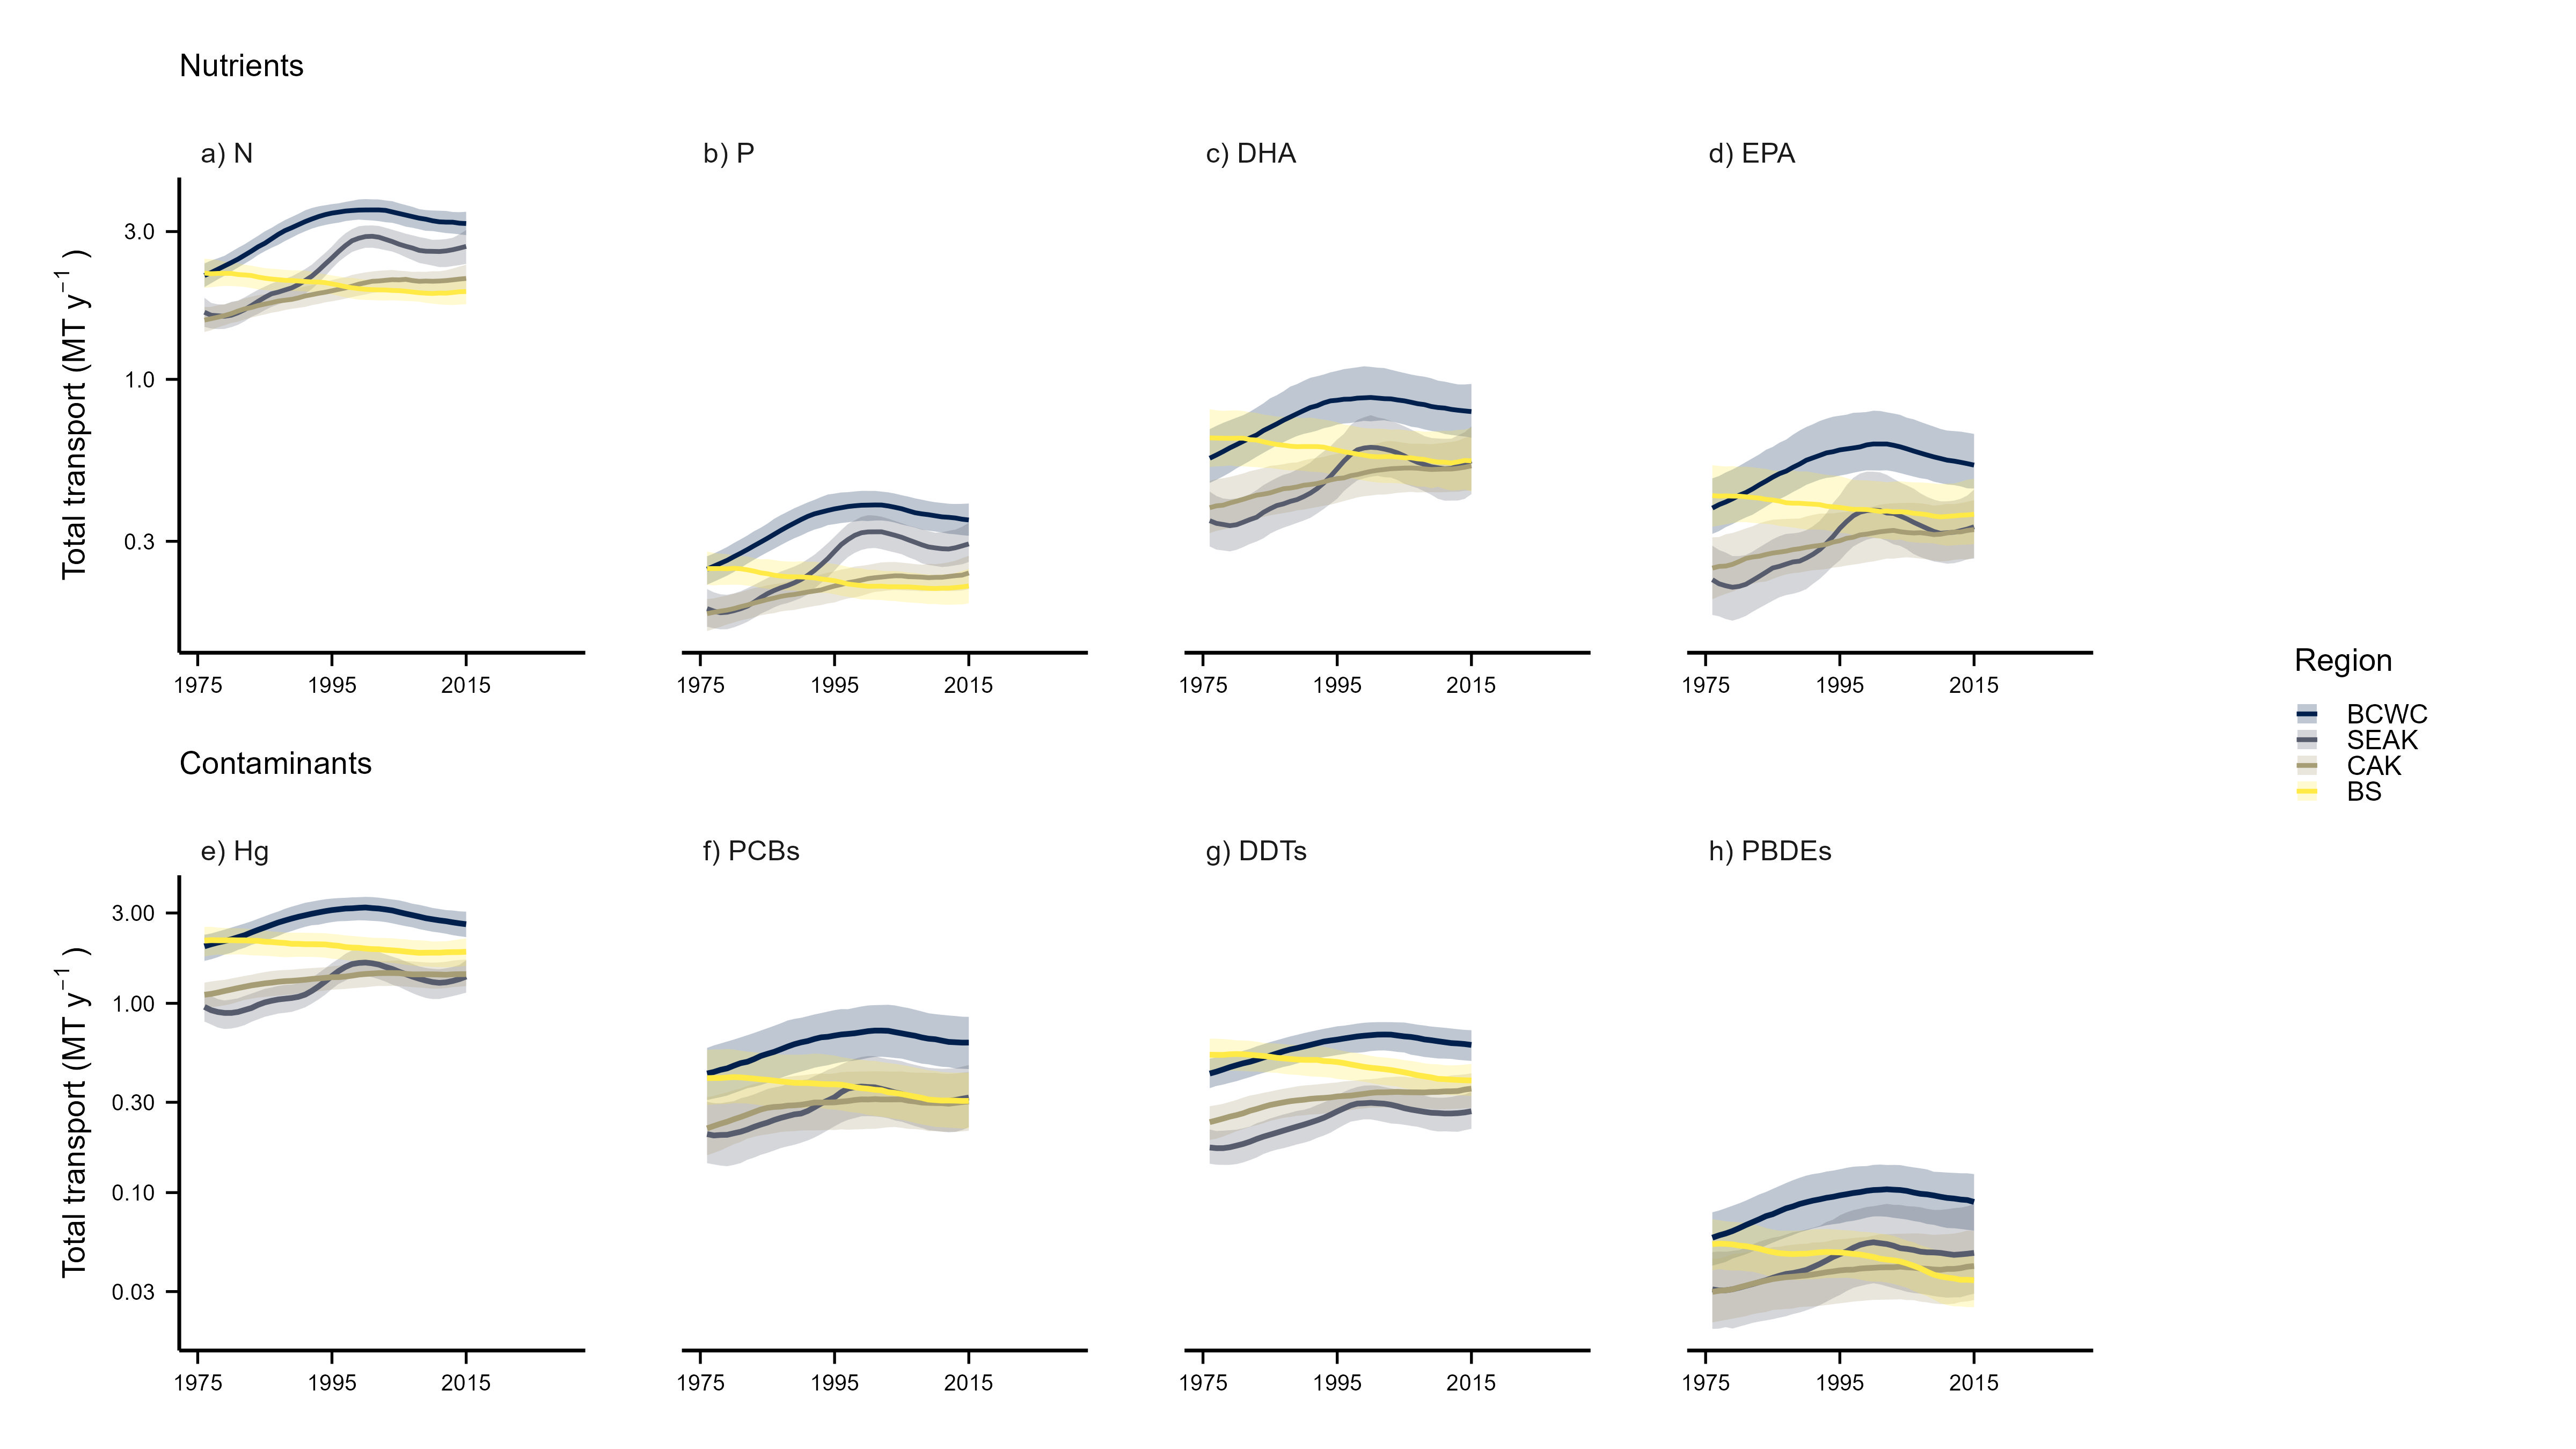 Nutrients
a) N
b) P
c) DHA
d) EPA
Total transport (MT y⁻¹ )
3.0
1.0
0.3
1975 1995 2015
1975 1995 2015
1975 1995 2015
1975 1995 2015
Region
BCWC
SEAK
CAK
BS
Contaminants
e) Hg
f) PCBs
g) DDTs
h) PBDEs
Total transport (MT y⁻¹ )
3.00
1.00
0.30
0.10
0.03
1975 1995 2015
1975 1995 2015
1975 1995 2015
1975 1995 2015